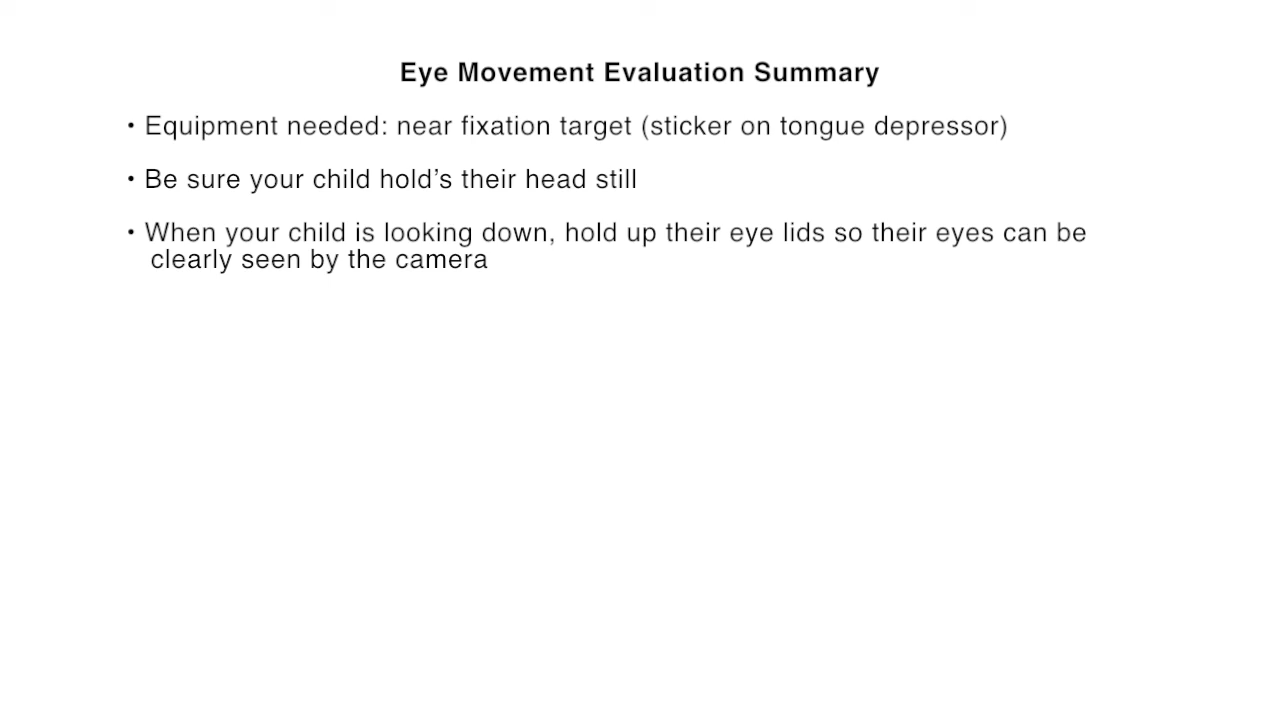 Eye Movement Evaluation Summary
• Equipment needed: near fixation target (sticker on tongue depressor)
• Be sure your child hold’s their head still
• When your child is looking down, hold up their eye lids so their eyes can be
clearly seen by the camera